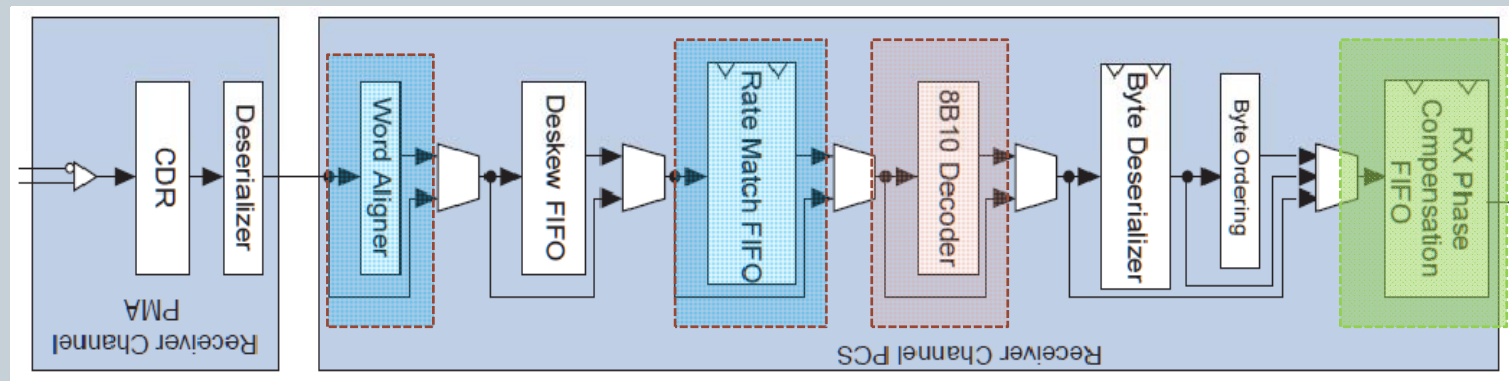 CDR
Deserializer
Receiver Channel
PMA
Word Aligner
Deskew FIFO
Rate Match FIFO
8B10 Decoder
Byte Deserializer
Byte Ordering
RX Phase
Compensation
FIFO
Receiver Channel PCS